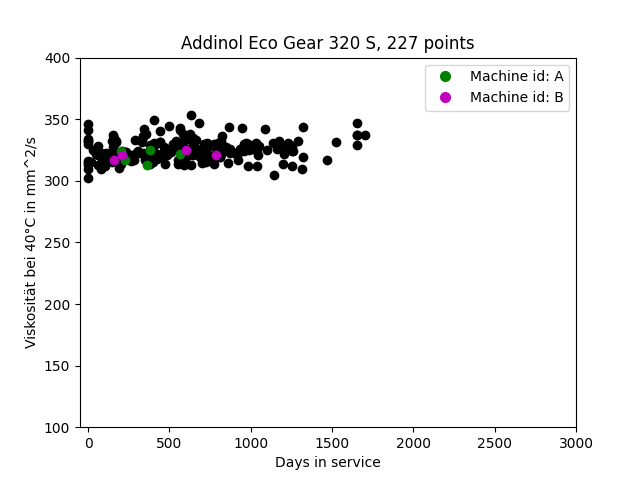 Addinol Eco Gear 320 S, 227 points
Machine id: A
Machine id: B
Viskosität bei 40°C in mm^2/s
400
350
300
250
200
150
100
0 500 1000 1500 2000 2500 3000
Days in service